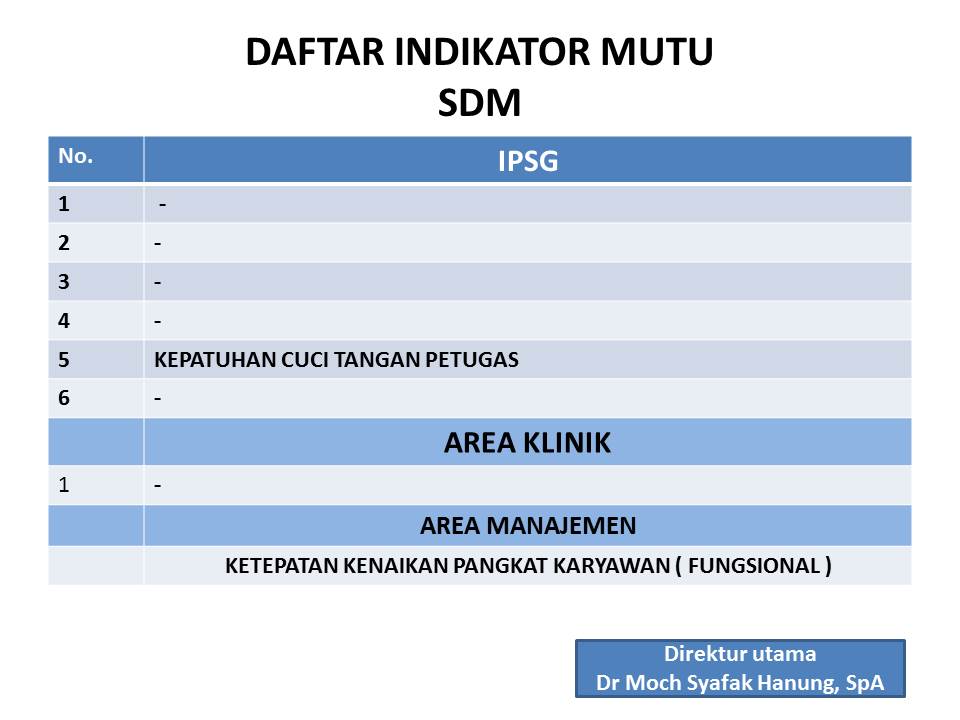 DAFTAR INDIKATOR MUTU
SDM
No. IPSG
1 -
2 -
3 -
4 -
5 KEPATUHAN CUCI TANGAN PETUGAS
6 -
AREA KLINIK
1 -
AREA MANAJEMEN
KETEPATAN KENAIKAN PANGKAT KARYAWAN ( FUNGSIONAL )
Direktur utama
Dr Moch Syafak Hanung, SpA